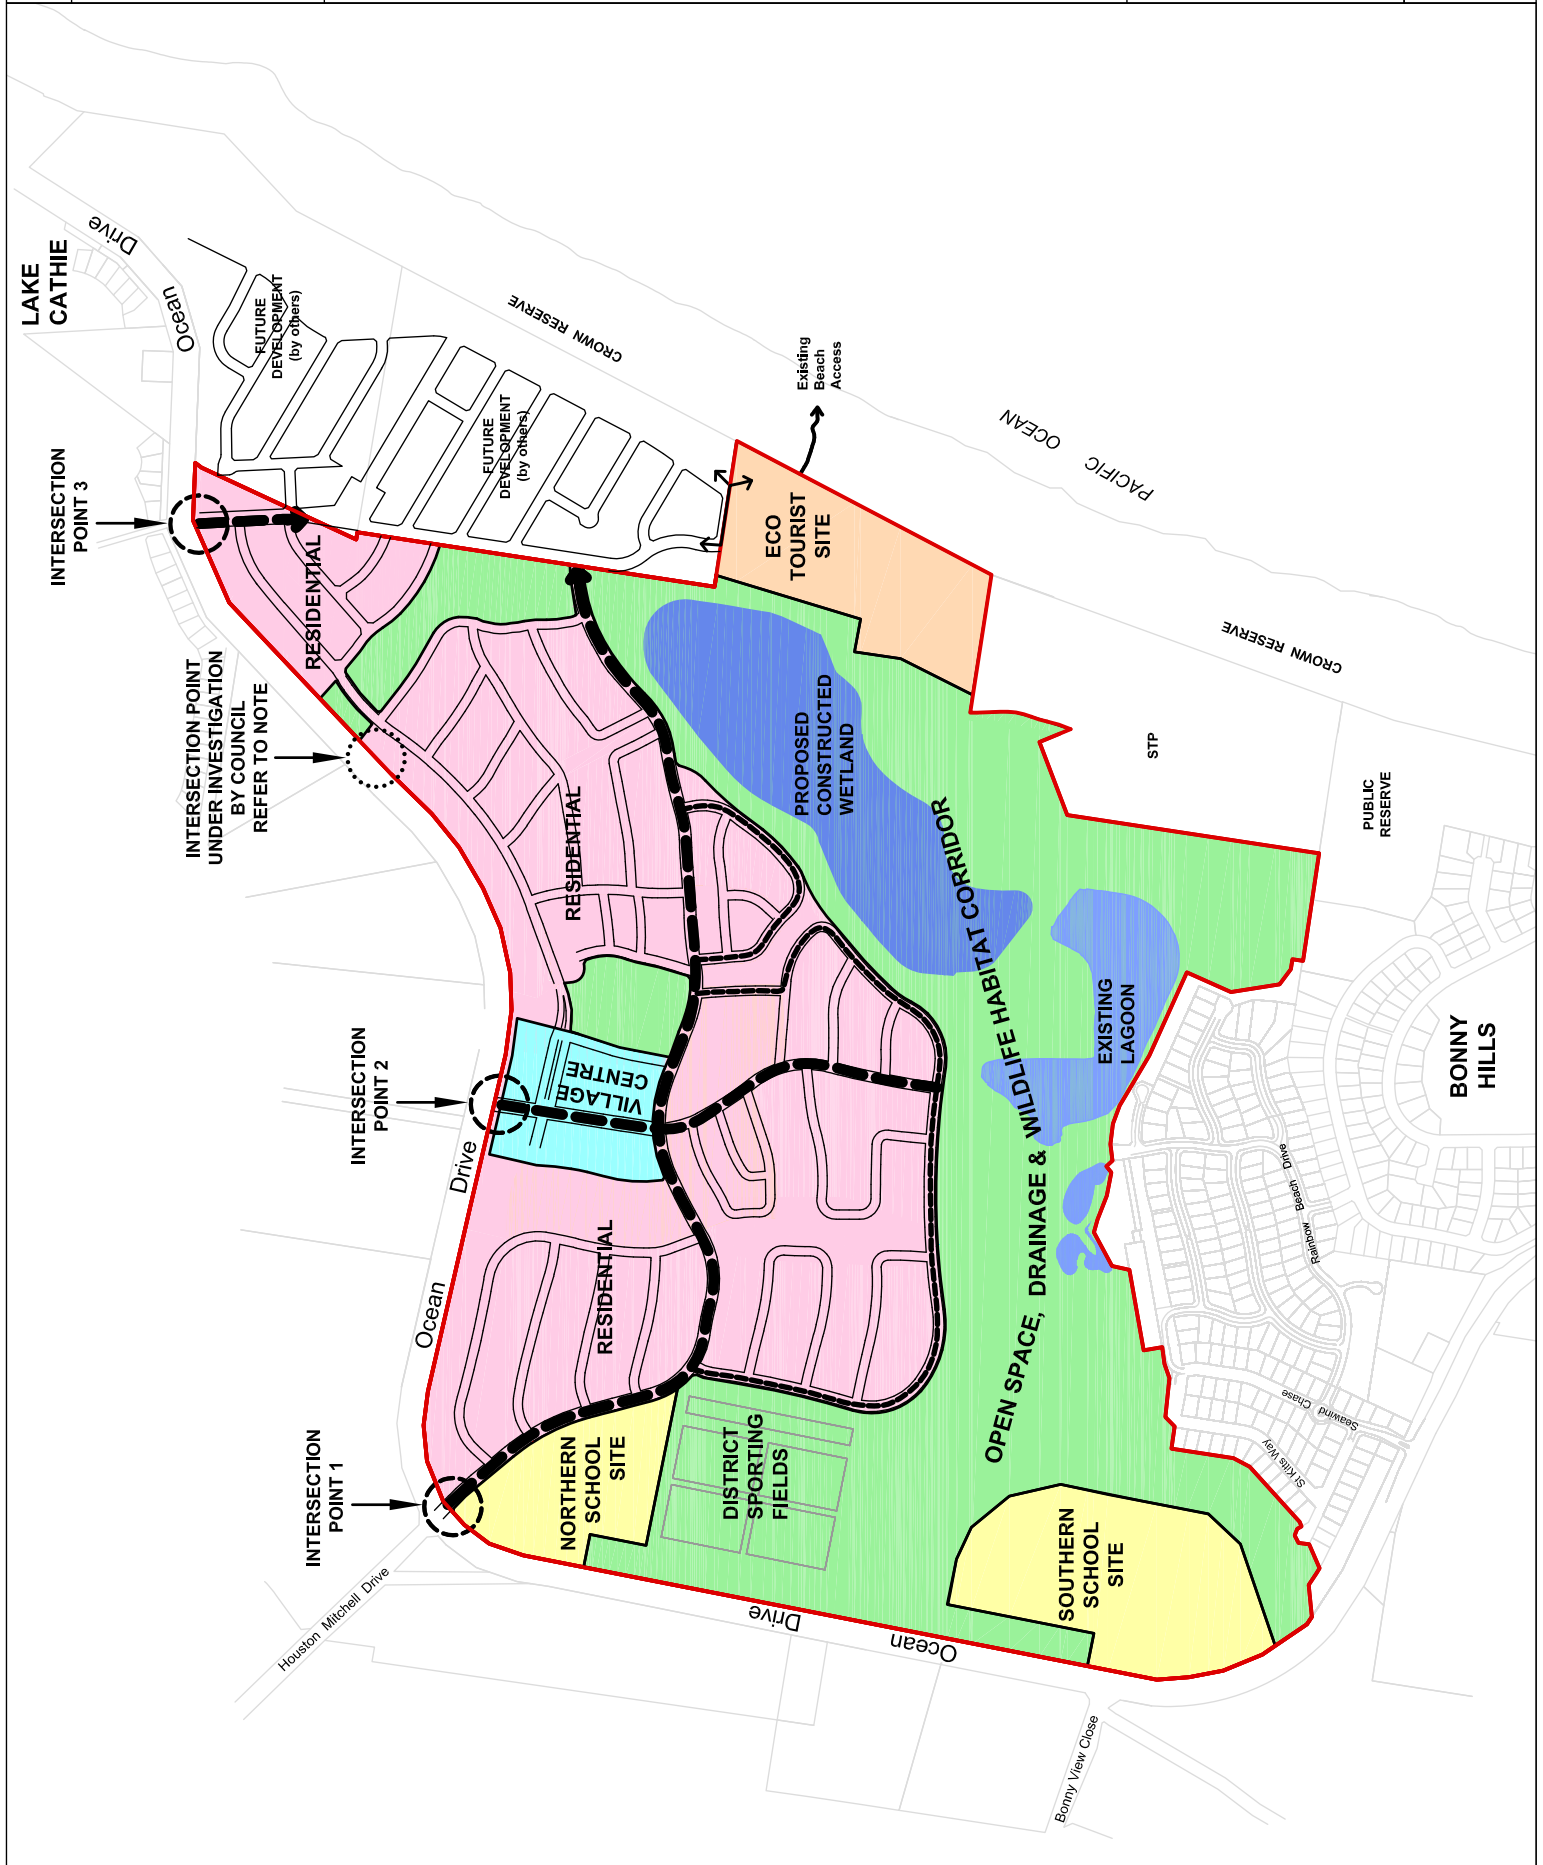 LAKE
CATHIE
Drive
Ocean
FUTURE
DEVELOPMENT
(by others)
CROWN RESERVE
Existing
Beach
Access
FUTURE
DEVELOPMENT
(by others)
PACIFIC OCEAN
INTERSECTION
POINT 3
RESIDENTIAL
ECO
TOURIST
SITE
CROWN RESERVE
INTERSECTION POINT
UNDER INVESTIGATION
BY COUNCIL
REFER TO NOTE
PROPOSED
CONSTRUCTED
WETLAND
STP
PUBLIC
RESERVE
RESIDENTIAL
OPEN SPACE, DRAINAGE & WILDLIFE HABITAT CORRIDOR
EXISTING
LAGOON
BONNY
HILLS
INTERSECTION
POINT 2
VILLAGE
CENTRE
Ocean Drive
RESIDENTIAL
Rainbow Beach Drive
Seawind Chase
St Kitts Way
INTERSECTION
POINT 1
NORTHERN
SCHOOL
SITE
DISTRICT
SPORTING
FIELDS
SOUTHERN
SCHOOL
SITE
Houston Mitchell Drive
Ocean Drive
Bonny View Close